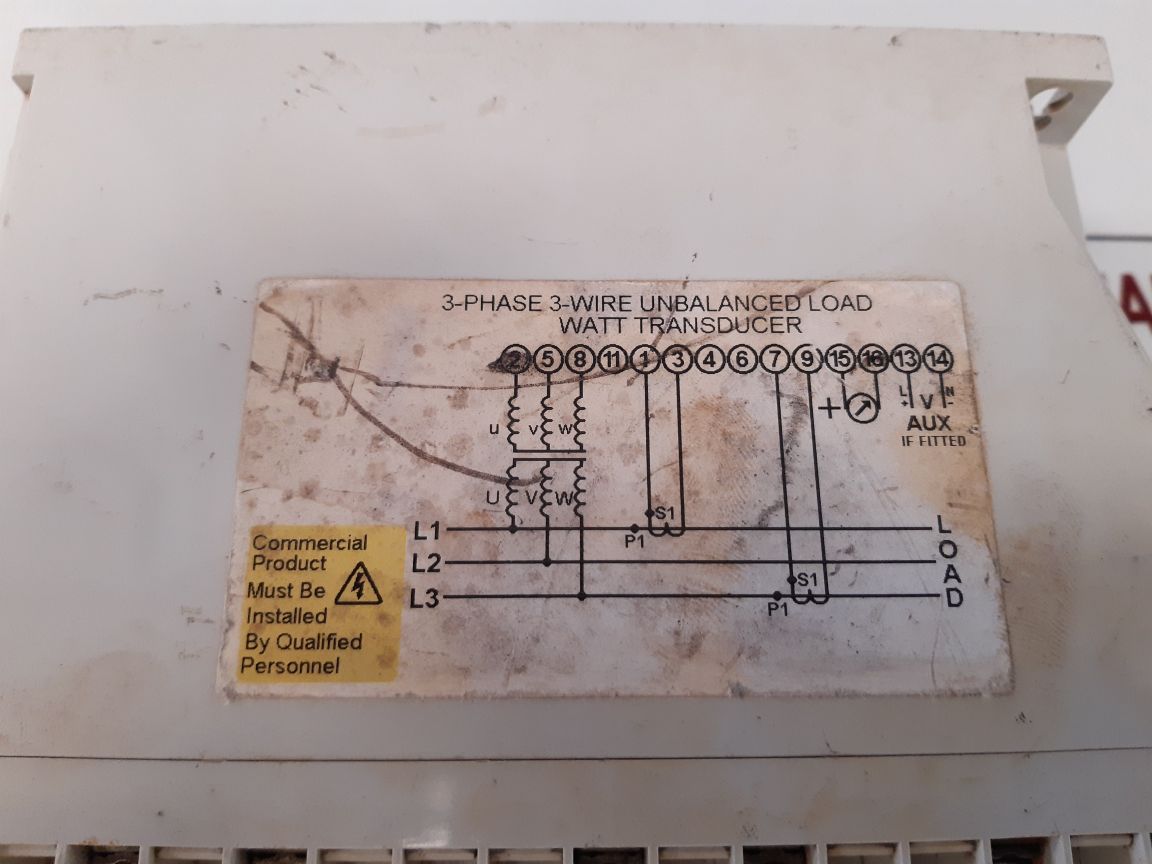 3-PHASE 3-WIRE UNBALANCED LOAD
WATT TRANSDUCER
2 5 8 11 1 3 4 6 7 9 15 16 13 14
+ L + V N -
AUX
IF FITTED
u v w
U V W
S1
L1 P1
L2
S1
L3 P1
LOAD
Commercial
Product
Must Be
Installed
By Qualified
Personnel